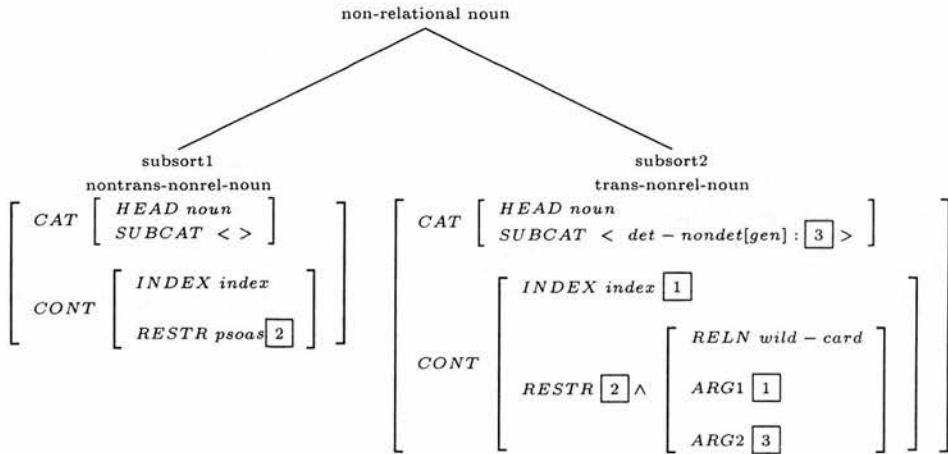 non-relational noun
subsort1
nontrans-nonrel-noun
CAT HEAD noun
SUBCAT < >
CONT INDEX index
RESTR psoas 2
subsort2
trans-nonrel-noun
CAT HEAD noun
SUBCAT < det − nondet[gen] : 3 >
CONT INDEX index 1
RESTR 2 ∧ RELN wild − card
ARG1 1
ARG2 3